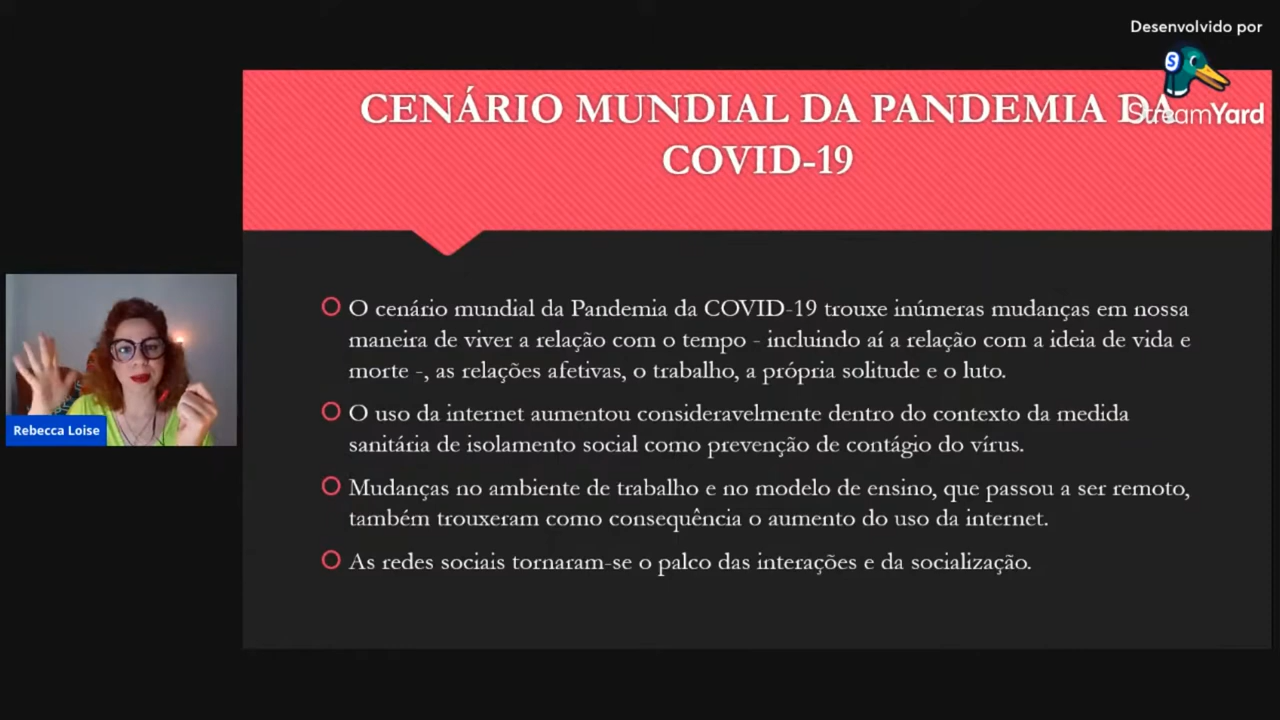 Desenvolvido por
StreamYard
CENÁRIO MUNDIAL DA PANDEMIA DA
COVID-19
O cenário mundial da Pandemia da COVID-19 trouxe inúmeras mudanças em nossa
maneira de viver a relação com o tempo - incluindo aí a relação com a ideia de vida e
morte -, as relações afetivas, o trabalho, a própria solitude e o luto.
O uso da internet aumentou consideravelmente dentro do contexto da medida
sanitária de isolamento social como prevenção de contágio do vírus.
Mudanças no ambiente de trabalho e no modelo de ensino, que passou a ser remoto,
também trouxeram como consequência o aumento do uso da internet.
As redes sociais tornaram-se o palco das interações e da socialização.
Rebecca Loise